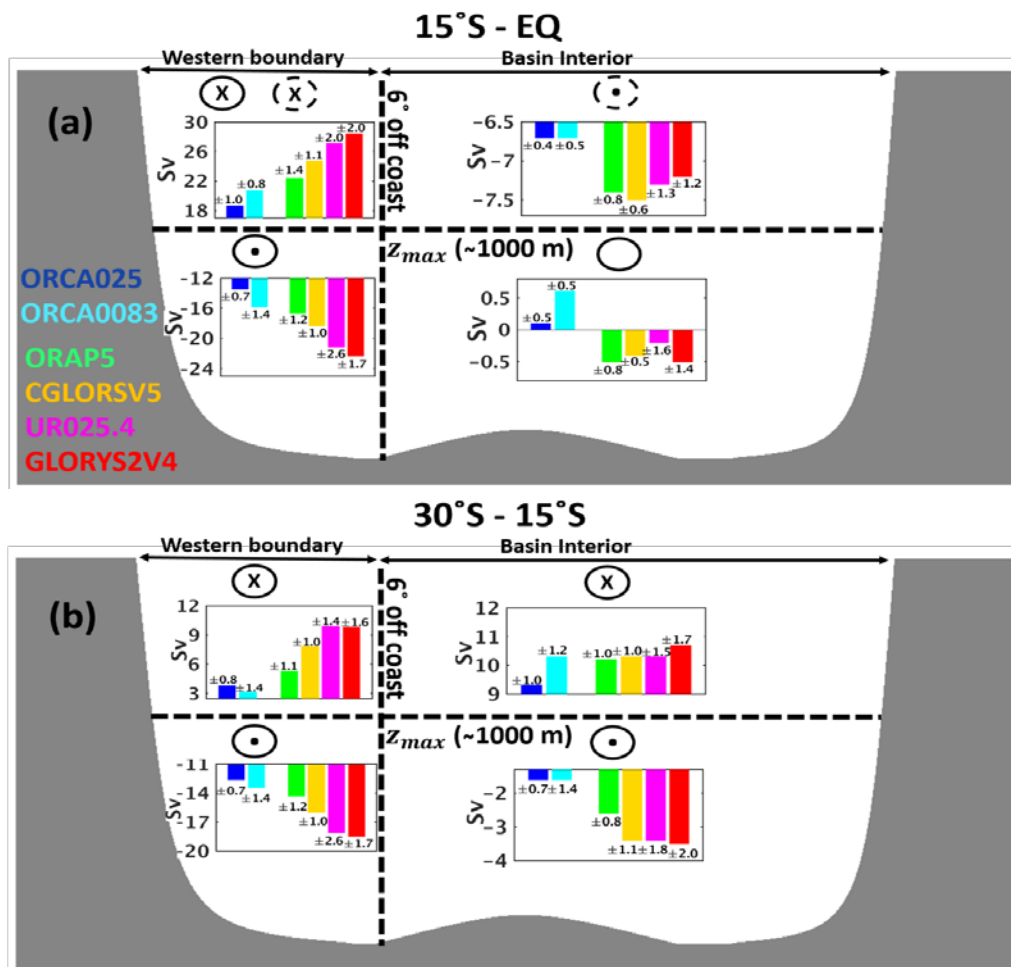 15˚S - EQ
Western boundary
Basin Interior
(a)
X
X
6˚ off coast
Sv
30
26
22
18
±1.0
±0.8
±1.4
±1.1
±2.0
±2.0
Sv
-6.5
-7
-7.5
±0.4
±0.5
±0.8
±0.6
±1.3
±1.2
z_max (~1000 m)
Sv
-12
-16
-20
-24
±0.7
±1.4
±1.2
±1.0
±2.6
±1.7
Sv
0.5
0
-0.5
±0.5
±0.5
±0.8
±0.5
±1.6
±1.4
ORCA025
ORCA0083
ORAP5
CGLORSV5
UR025.4
GLORYS2V4
30˚S - 15˚S
Western boundary
Basin Interior
(b)
X
X
6˚ off coast
Sv
12
9
6
3
±0.8
±1.4
±1.1
±1.0
±1.4
±1.6
Sv
12
11
10
9
±1.0
±1.2
±1.0
±1.0
±1.5
±1.7
z_max (~1000 m)
Sv
-11
-14
-17
-20
±0.7
±1.4
±1.2
±1.0
±2.6
±1.7
Sv
-2
-3
-4
±0.7
±1.4
±0.8
±1.1
±1.8
±2.0